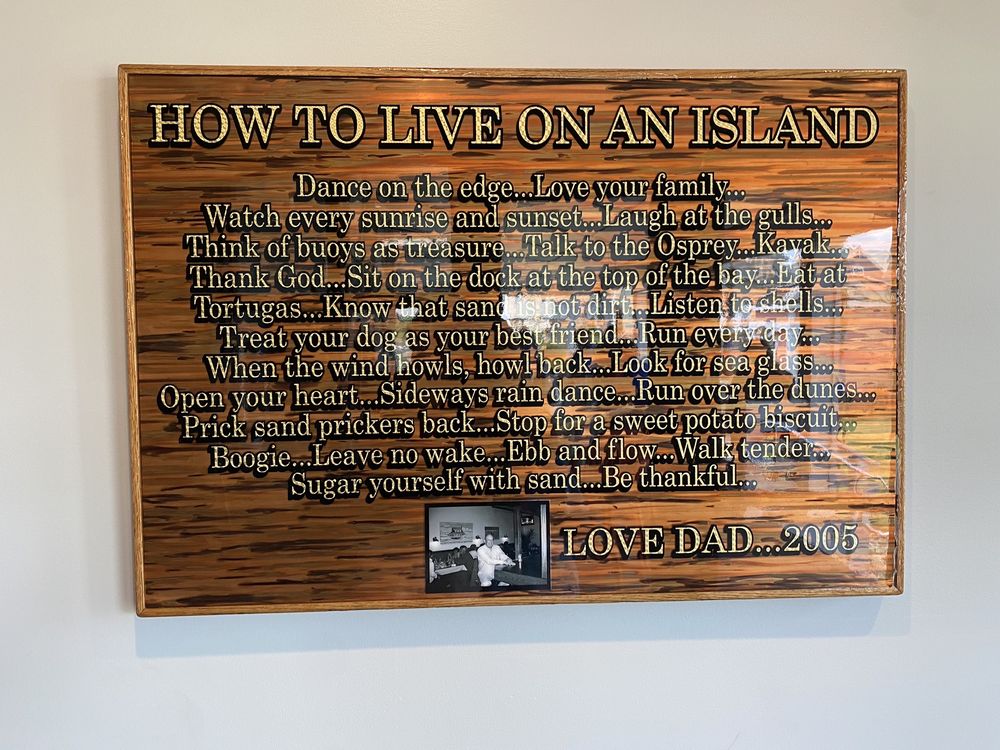 HOW TO LIVE ON AN ISLAND
Dance on the edge...Love your family...
Watch every sunrise and sunset...Laugh at the gulls...
Think of buoys as treasure...Talk to the Osprey...Kayak...
Thank God...Sit on the dock at the top of the bay...Eat at
Tortugas...Know that sand is not dirt...Listen to shells...
Treat your dog as your best friend...Run every day...
When the wind howls, howl back...Look for sea glass...
Open your heart...Sideways rain dance...Run over the dunes...
Prick sand prickers back...Stop for a sweet potato biscuit...
Boogie...Leave no wake...Ebb and flow...Walk tender...
Sugar yourself with sand...Be thankful...
LOVE DAD...2005